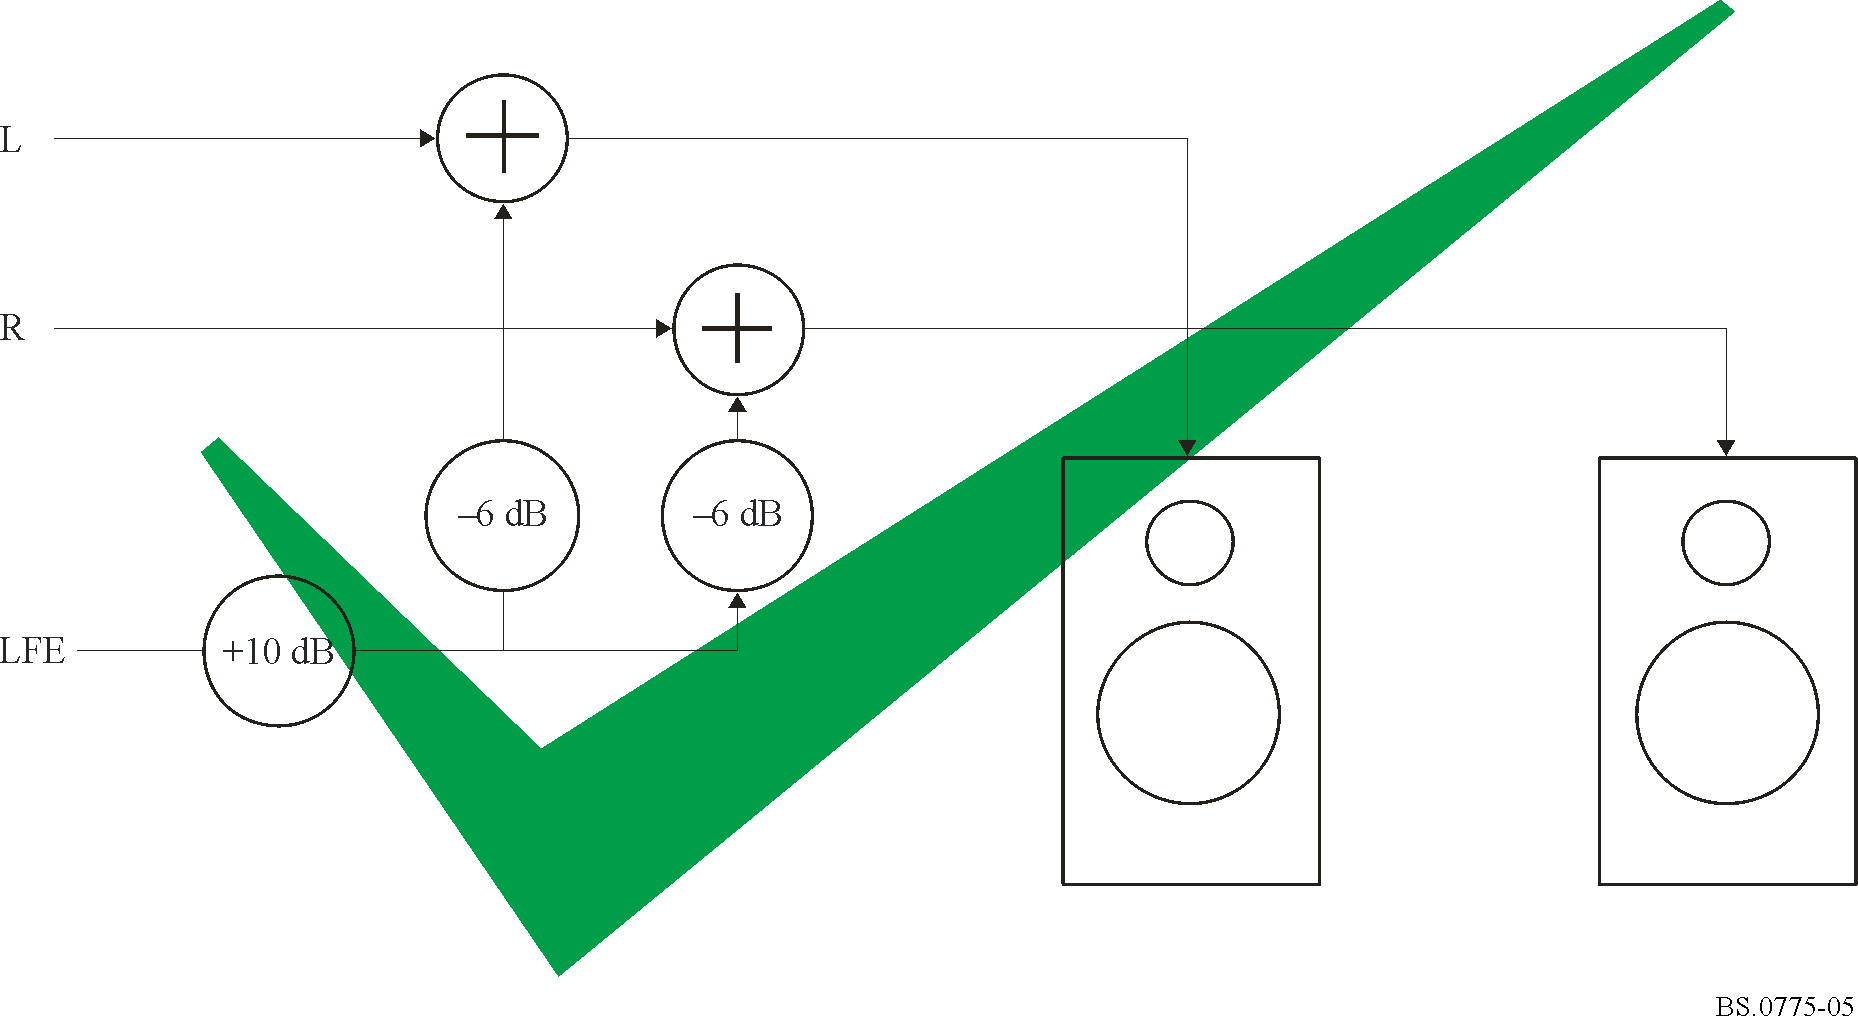 L
R
–6 dB
–6 dB
LFE
+10 dB
BS.0775-05